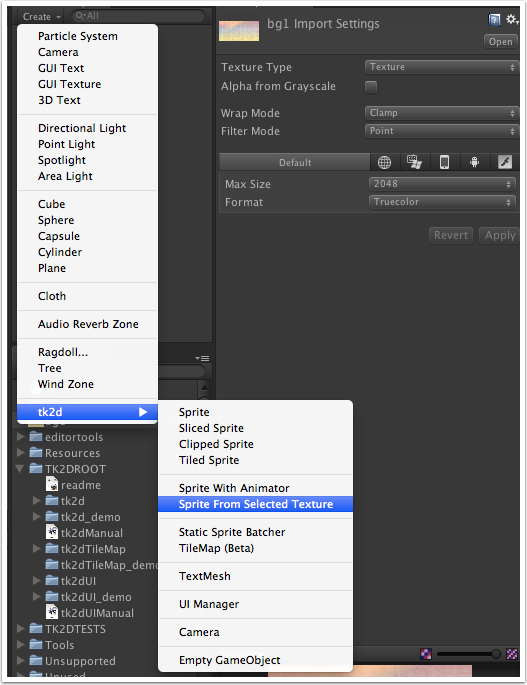 Create
All
Particle System
Camera
GUI Text
GUI Texture
3D Text
Directional Light
Point Light
Spotlight
Area Light
Cube
Sphere
Capsule
Cylinder
Plane
Cloth
Audio Reverb Zone
Ragdoll...
Tree
Wind Zone
tk2d
Sprite
Sliced Sprite
Clipped Sprite
Tiled Sprite
Sprite With Animator
Sprite From Selected Texture
Static Sprite Batcher
TileMap (Beta)
TextMesh
UI Manager
Camera
Empty GameObject
editortools
Resources
TK2DROOT
readme
tk2d
tk2d_demo
tk2dManual
tk2dTileMap
tk2dTileMap_demo
tk2dUI
tk2dUI_demo
tk2dUIManual
TK2DTESTS
Tools
Unsupported
bg1 Import Settings
Open
Texture Type Texture
Alpha from Grayscale
Wrap Mode Clamp
Filter Mode Point
Default
Max Size 2048
Format Truecolor
Revert Apply